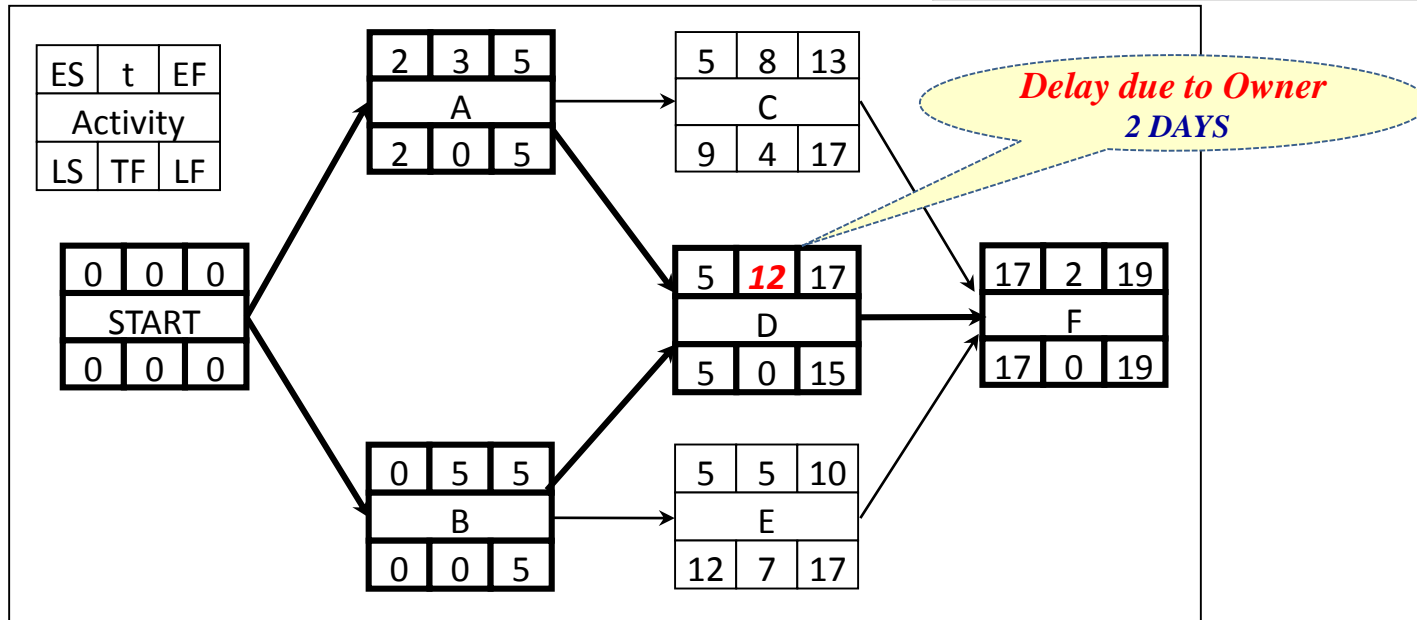 ES t EF
Activity
LS TF LF
0 0 0
START
0 0 0
2 3 5
A
2 0 5
0 5 5
B
0 0 5
5 8 13
C
9 4 17
Delay due to Owner
2 DAYS
5 12 17
D
5 0 15
5 5 10
E
12 7 17
17 2 19
F
17 0 19